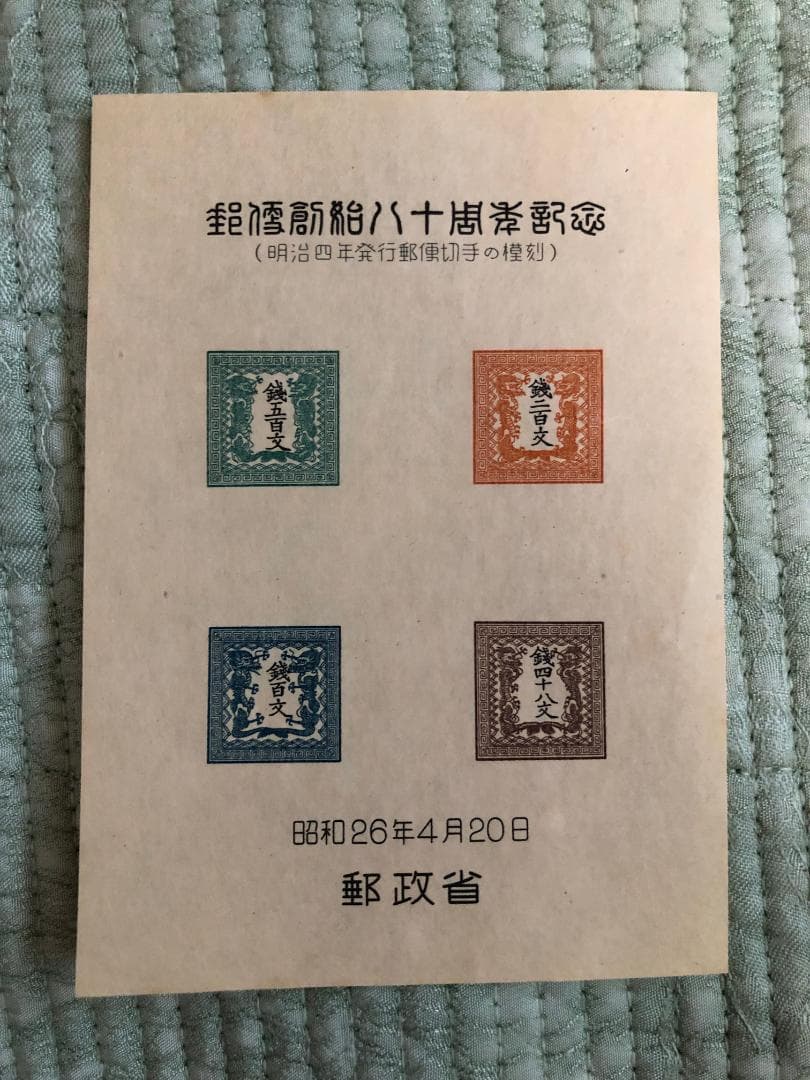 郵便創始八十周年記念
(明治四年発行郵便切手の模刻)
錢五百文
錢二百文
錢百文
錢四十八文
昭和26年4月20日
郵政省